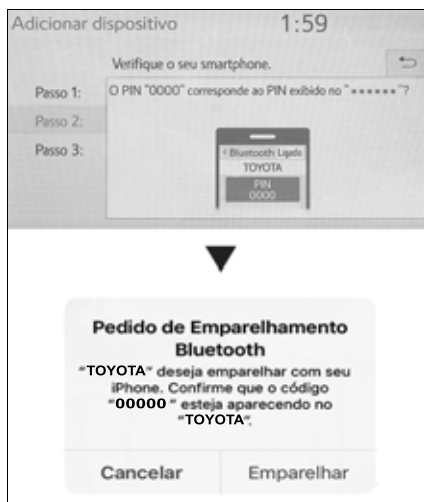 Adicionar dispositivo 1:59
Verifique o seu smartphone.
Passo 1: O PIN "0000" corresponde ao PIN exibido no "******"?
Passo 2:
Passo 3:
< Bluetooth Ligado
TOYOTA
PIN
0000
Pedido de Emparelhamento
Bluetooth
"TOYOTA" deseja emparelhar com seu
iPhone. Confirme que o código
"00000" esteja aparecendo no
"TOYOTA".
Cancelar Emparelhar